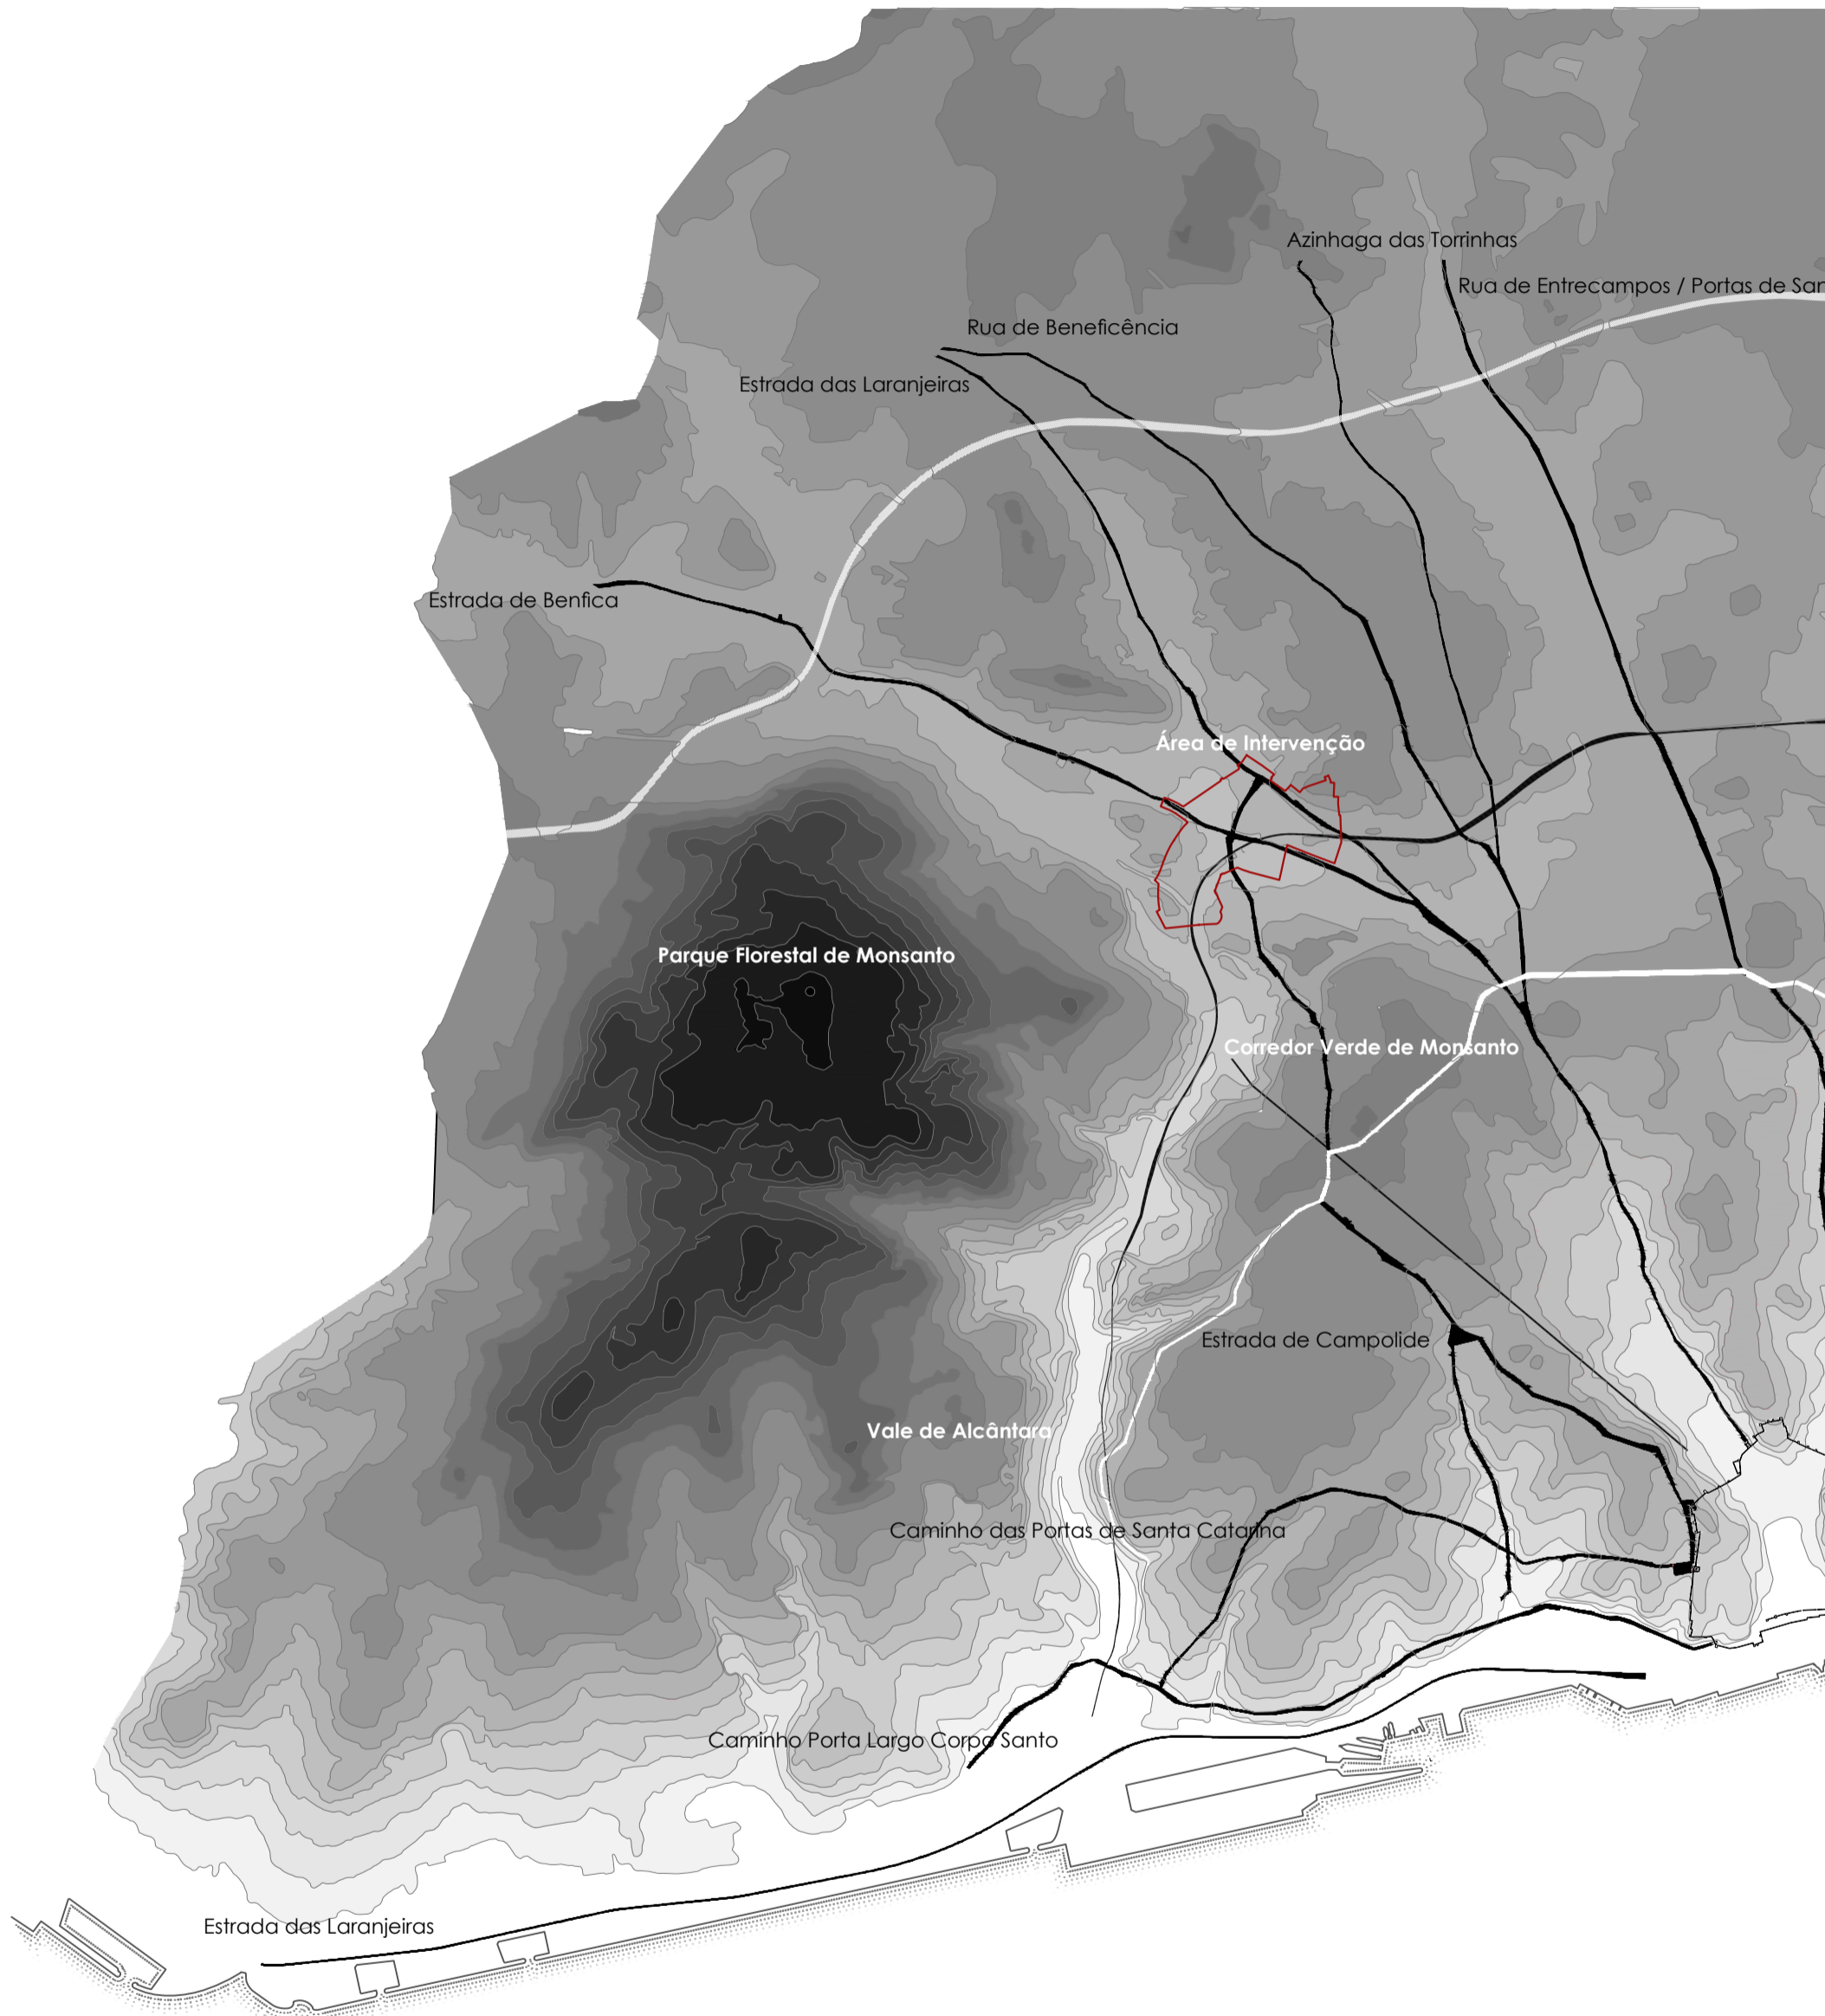 Azinhaga das Torrinhas
Rua de Entrecampos / Portas de
Rua de Beneficência
Estrada das Laranjeiras
Estrada de Benfica
Área de Intervenção
Parque Florestal de Monsanto
Corredor Verde de Monsanto
Estrada de Campolide
Vale de Alcântara
Caminho das Portas de Santa Catarina
Caminho Porta Largo Corpo Santo
Estrada das Laranjeiras